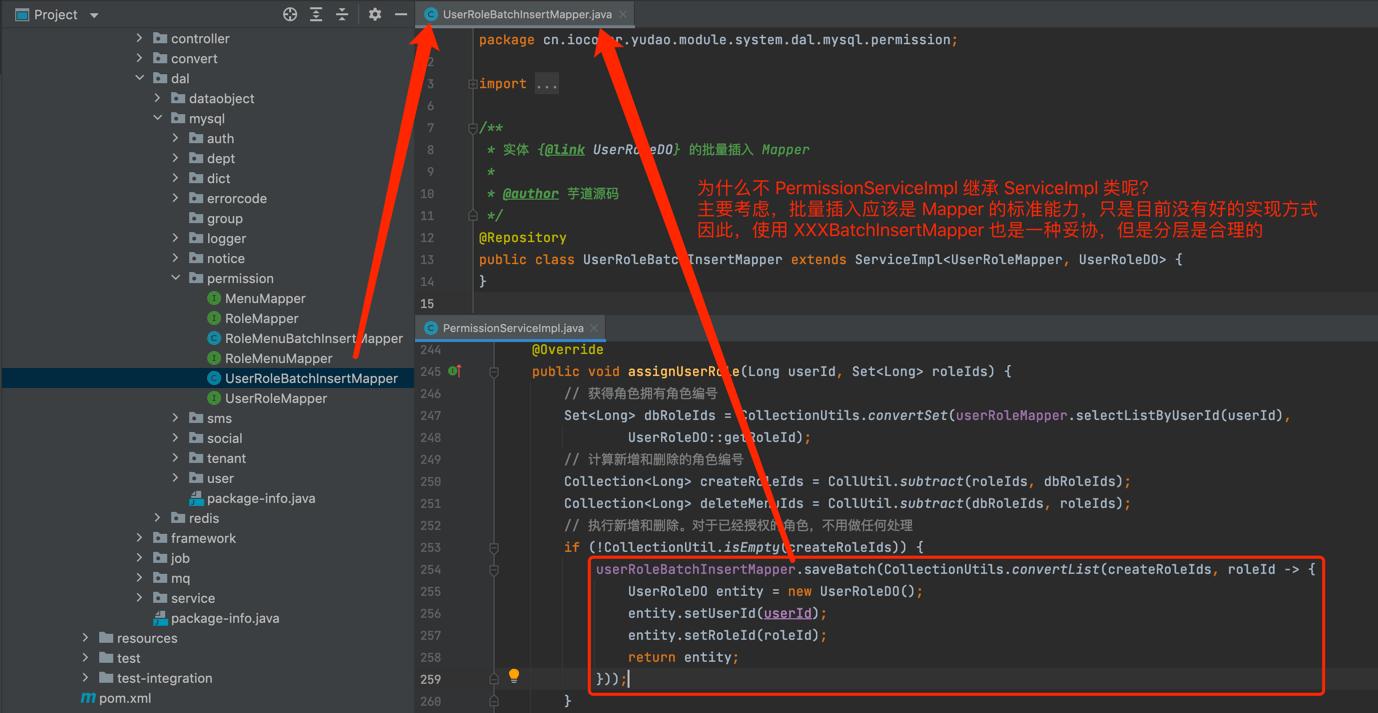 Project
controller
convert
dal
dataobject
mysql
auth
dept
dict
errorcode
group
logger
notice
permission
MenuMapper
RoleMapper
RoleMenuBatchInsertMapper
RoleMenuMapper
UserRoleBatchInsertMapper
UserRoleMapper
sms
social
tenant
user
package-info.java
redis
framework
job
mq
service
package-info.java
resources
test
test-integration
pom.xml
UserRoleBatchInsertMapper.java
package cn.ioco r.yudao.module.system.dal.mysql.permission;
2
3 import ...
6
7 /**
8 * 实体 {@link UserRoleDO} 的批量插入 Mapper
9 *
10 * @author 芋道源码
11 */
12 @Repository
13 public class UserRoleBatchInsertMapper extends ServiceImpl<UserRoleMapper, UserRoleDO> {
14 }
15
为什么不 PermissionServiceImpl 继承 ServiceImpl 类呢?
主要考虑，批量插入应该是 Mapper 的标准能力，只是目前没有好的实现方式
因此，使用 XXXBatchInsertMapper 也是一种妥协，但是分层是合理的
PermissionServiceImpl.java
244 @Override
245 public void assignUserRole(Long userId, Set<Long> roleIds) {
246 // 获得角色拥有角色编号
247 Set<Long> dbRoleIds = CollectionUtils.convertSet(userRoleMapper.selectListByUserId(userId),
248 UserRoleDO::getRoleId);
249 // 计算新增和删除的角色编号
250 Collection<Long> createRoleIds = CollUtil.subtract(roleIds, dbRoleIds);
251 Collection<Long> deleteMenuIds = CollUtil.subtract(dbRoleIds, roleIds);
252 // 执行新增和删除。对于已经授权的角色，不用做任何处理
253 if (!CollectionUtil.isEmpty(createRoleIds)) {
254 userRoleBatchInsertMapper.saveBatch(CollectionUtils.convertList(createRoleIds, roleId -> {
255 UserRoleDO entity = new UserRoleDO();
256 entity.setUserId(userId);
257 entity.setRoleId(roleId);
258 return entity;
259 }));
260 }